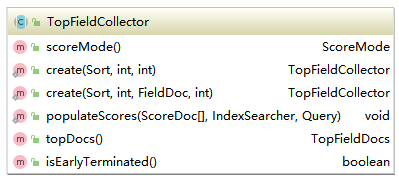 TopFieldCollector
scoreMode() ScoreMode
create(Sort, int, int) TopFieldCollector
create(Sort, int, FieldDoc, int) TopFieldCollector
populateScores(ScoreDoc[], IndexSearcher, Query) void
topDocs() TopFieldDocs
isEarlyTerminated() boolean